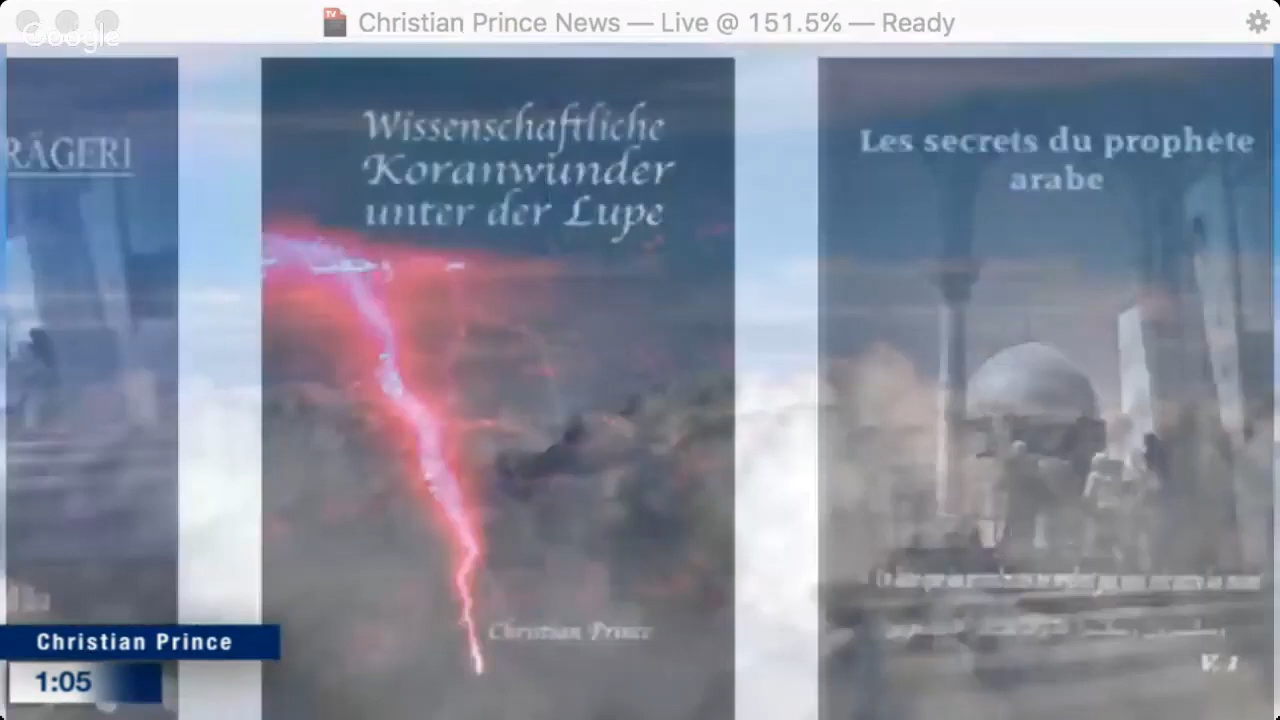 Christian Prince News — Live @ 151.5% — Ready
Google
RÄGERI
Wissenschaftliche
Koranwunder
unter der Lupe
Christian Prince
Les secrets du prophète
arabe
V. 1
Christian Prince
1:05